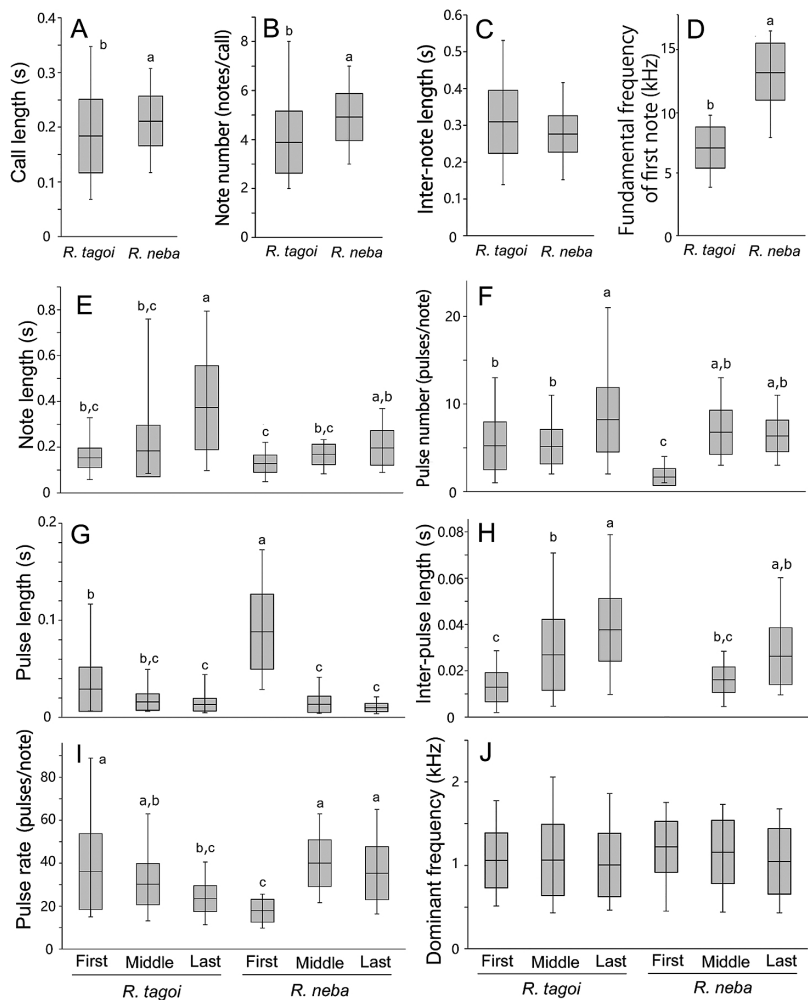 A
Call length (s)
0.4
0.3
0.2
0.1
0
b
a
R. tagoi
R. neba
B
Note number (notes/call)
8
6
4
2
0
b
a
R. tagoi
R. neba
C
Inter-note length (s)
0.6
0.5
0.4
0.3
0.2
0.1
0
R. tagoi
R. neba
D
Fundamental frequency
of first note (kHz)
15
10
5
0
b
a
R. tagoi
R. neba
E
Note length (s)
0.8
0.6
0.4
0.2
0
b,c
b,c
a
c
b,c
a,b
F
Pulse number (pulses/note)
20
10
0
b
b
a
c
a,b
a,b
G
Pulse length (s)
0.2
0.1
0
b
b,c
c
a
c
c
H
Inter-pulse length (s)
0.08
0.06
0.04
0.02
0
c
b
a
b,c
a,b
I
Pulse rate (pulses/note)
80
60
40
20
0
a
a,b
b,c
c
a
a
First Middle Last First Middle Last
R. tagoi R. neba
J
Dominant frequency (kHz)
2
1
0
First Middle Last First Middle Last
R. tagoi R. neba